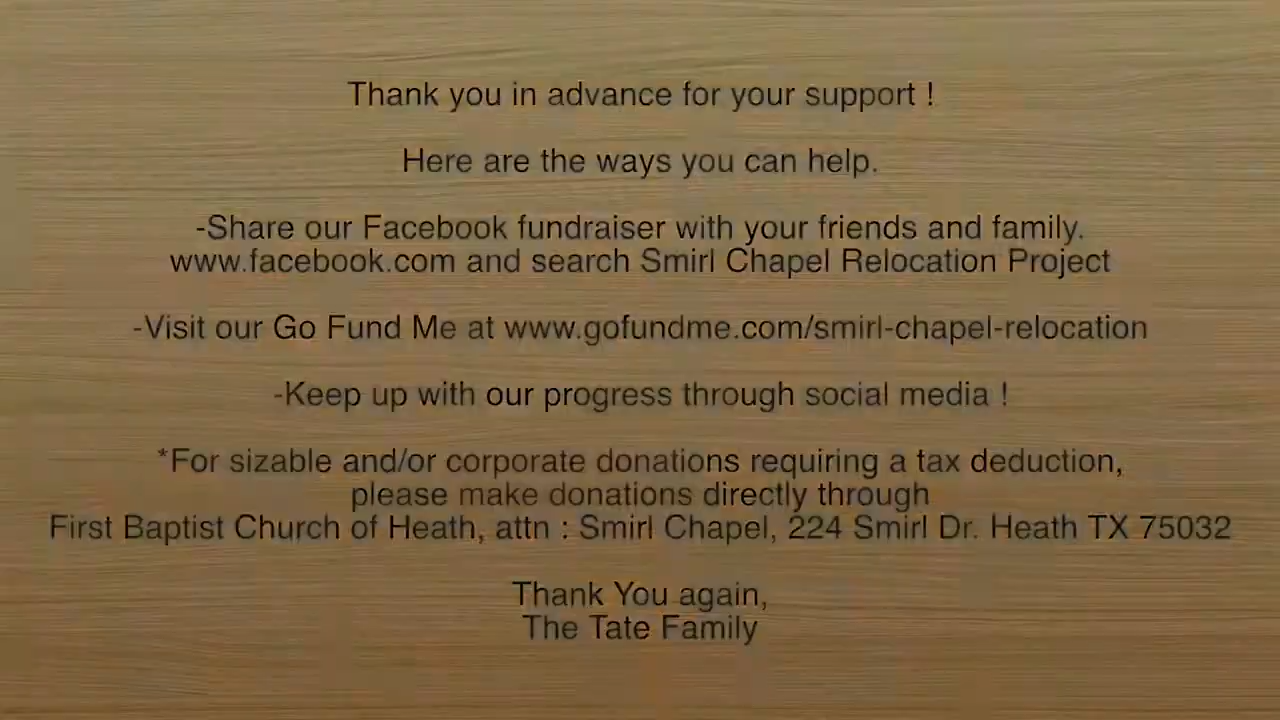 Thank you in advance for your support !
Here are the ways you can help.
-Share our Facebook fundraiser with your friends and family.
www.facebook.com and search Smirl Chapel Relocation Project
-Visit our Go Fund Me at www.gofundme.com/smirl-chapel-relocation
-Keep up with our progress through social media !
*For sizable and/or corporate donations requiring a tax deduction,
please make donations directly through
First Baptist Church of Heath, attn : Smirl Chapel, 224 Smirl Dr. Heath TX 75032
Thank You again,
The Tate Family